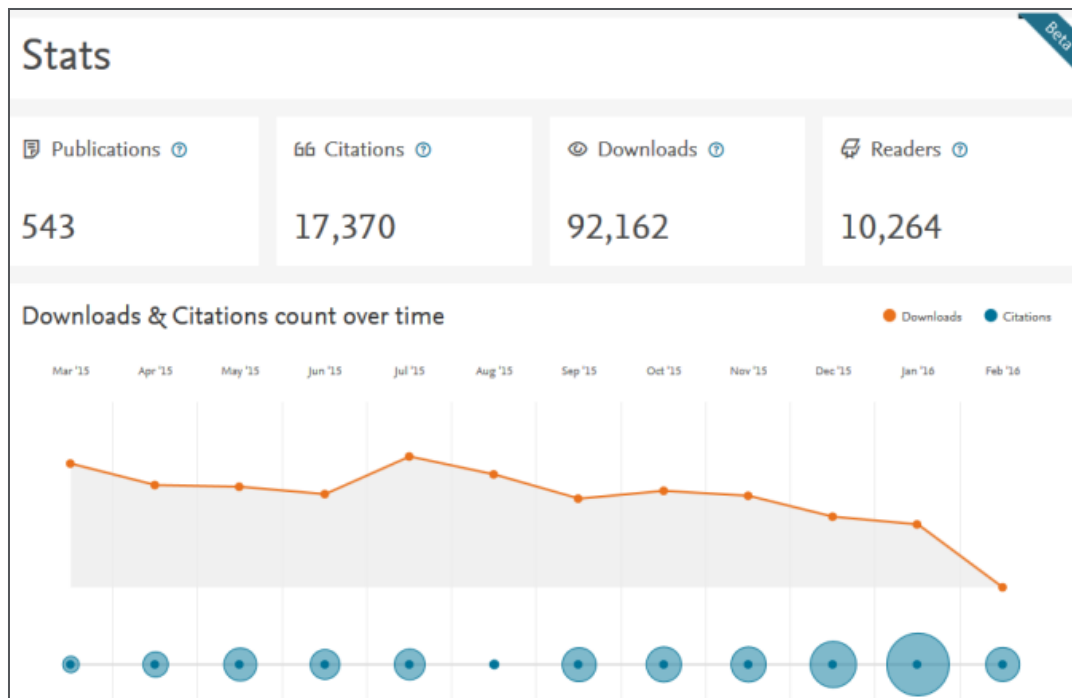 Beta
Stats
Publications ?
Citations ?
Downloads ?
Readers ?
543
17,370
92,162
10,264
Downloads & Citations count over time
Downloads
Citations
Mar '15
Apr '15
May '15
Jun '15
Jul '15
Aug '15
Sep '15
Oct '15
Nov '15
Dec '15
Jan '16
Feb '16